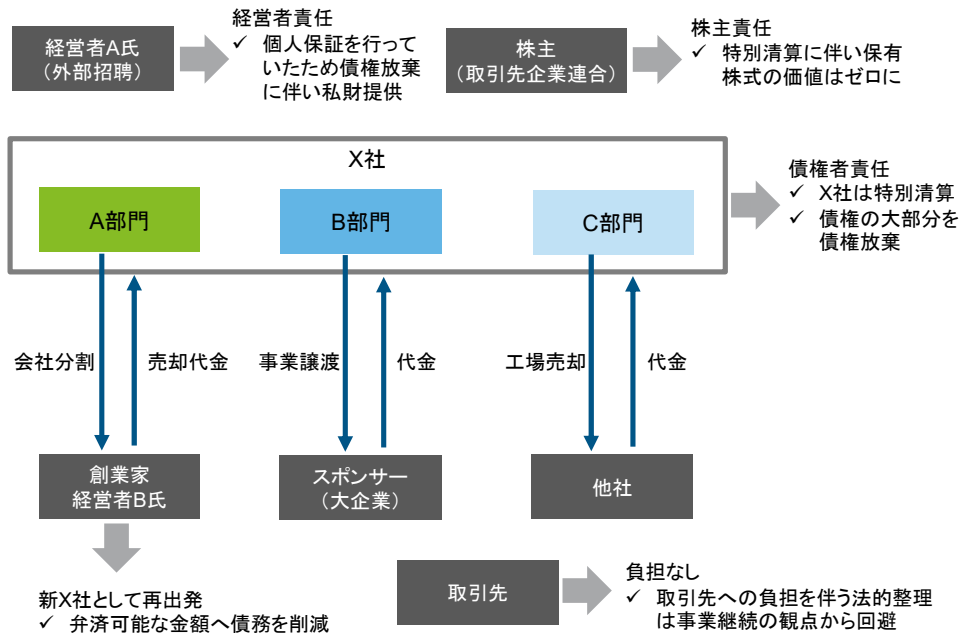 経営者A氏
（外部招聘）
経営者責任
✓ 個人保証を行って
いたため債権放棄
に伴い私財提供
株主
（取引先企業連合）
株主責任
✓ 特別清算に伴い保有
株式の価値はゼロに
X社
A部門
B部門
C部門
債権者責任
✓ X社は特別清算
✓ 債権の大部分を
債権放棄
会社分割
売却代金
事業譲渡
代金
工場売却
代金
創業家
経営者B氏
スポンサー
（大企業）
他社
新X社として再出発
✓ 弁済可能な金額へ債務を削減
取引先
負担なし
✓ 取引先への負担を伴う法的整理
は事業継続の観点から回避